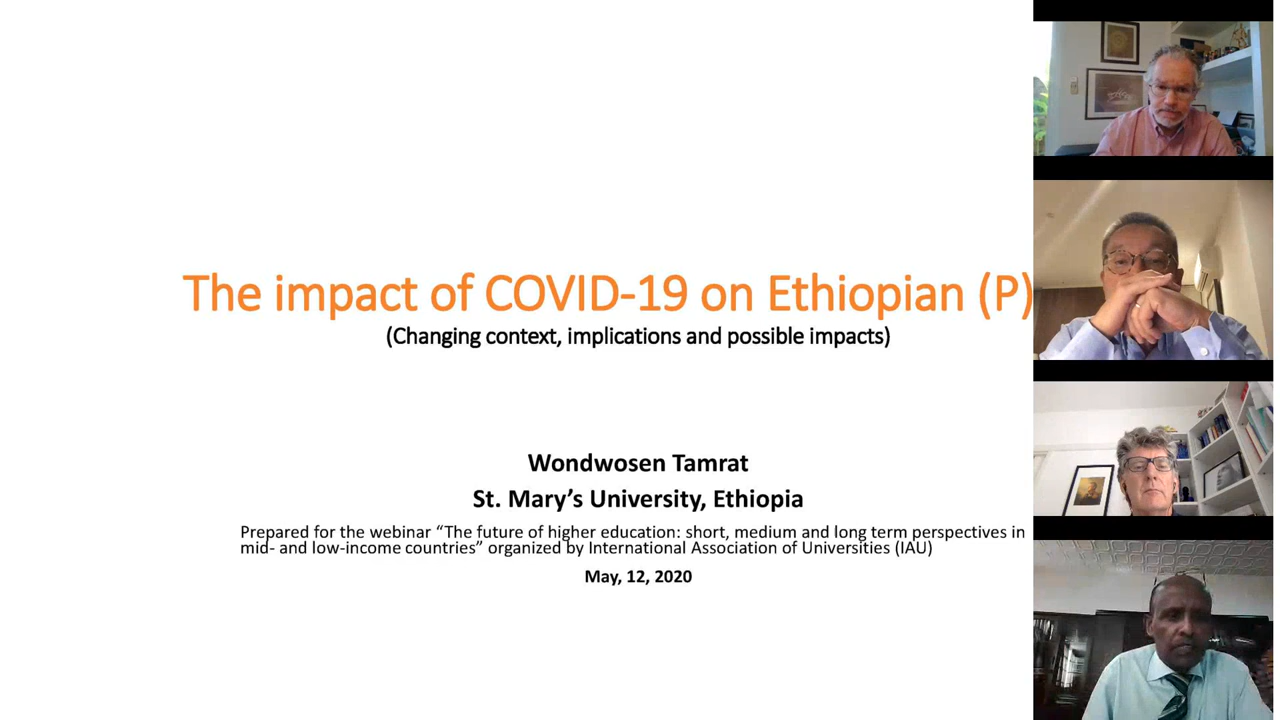 The impact of COVID-19 on Ethiopian (P)
(Changing context, implications and possible impacts)
Wondwosen Tamrat
St. Mary’s University, Ethiopia
Prepared for the webinar “The future of higher education: short, medium and long term perspectives in
mid- and low-income countries” organized by International Association of Universities (IAU)
May, 12, 2020